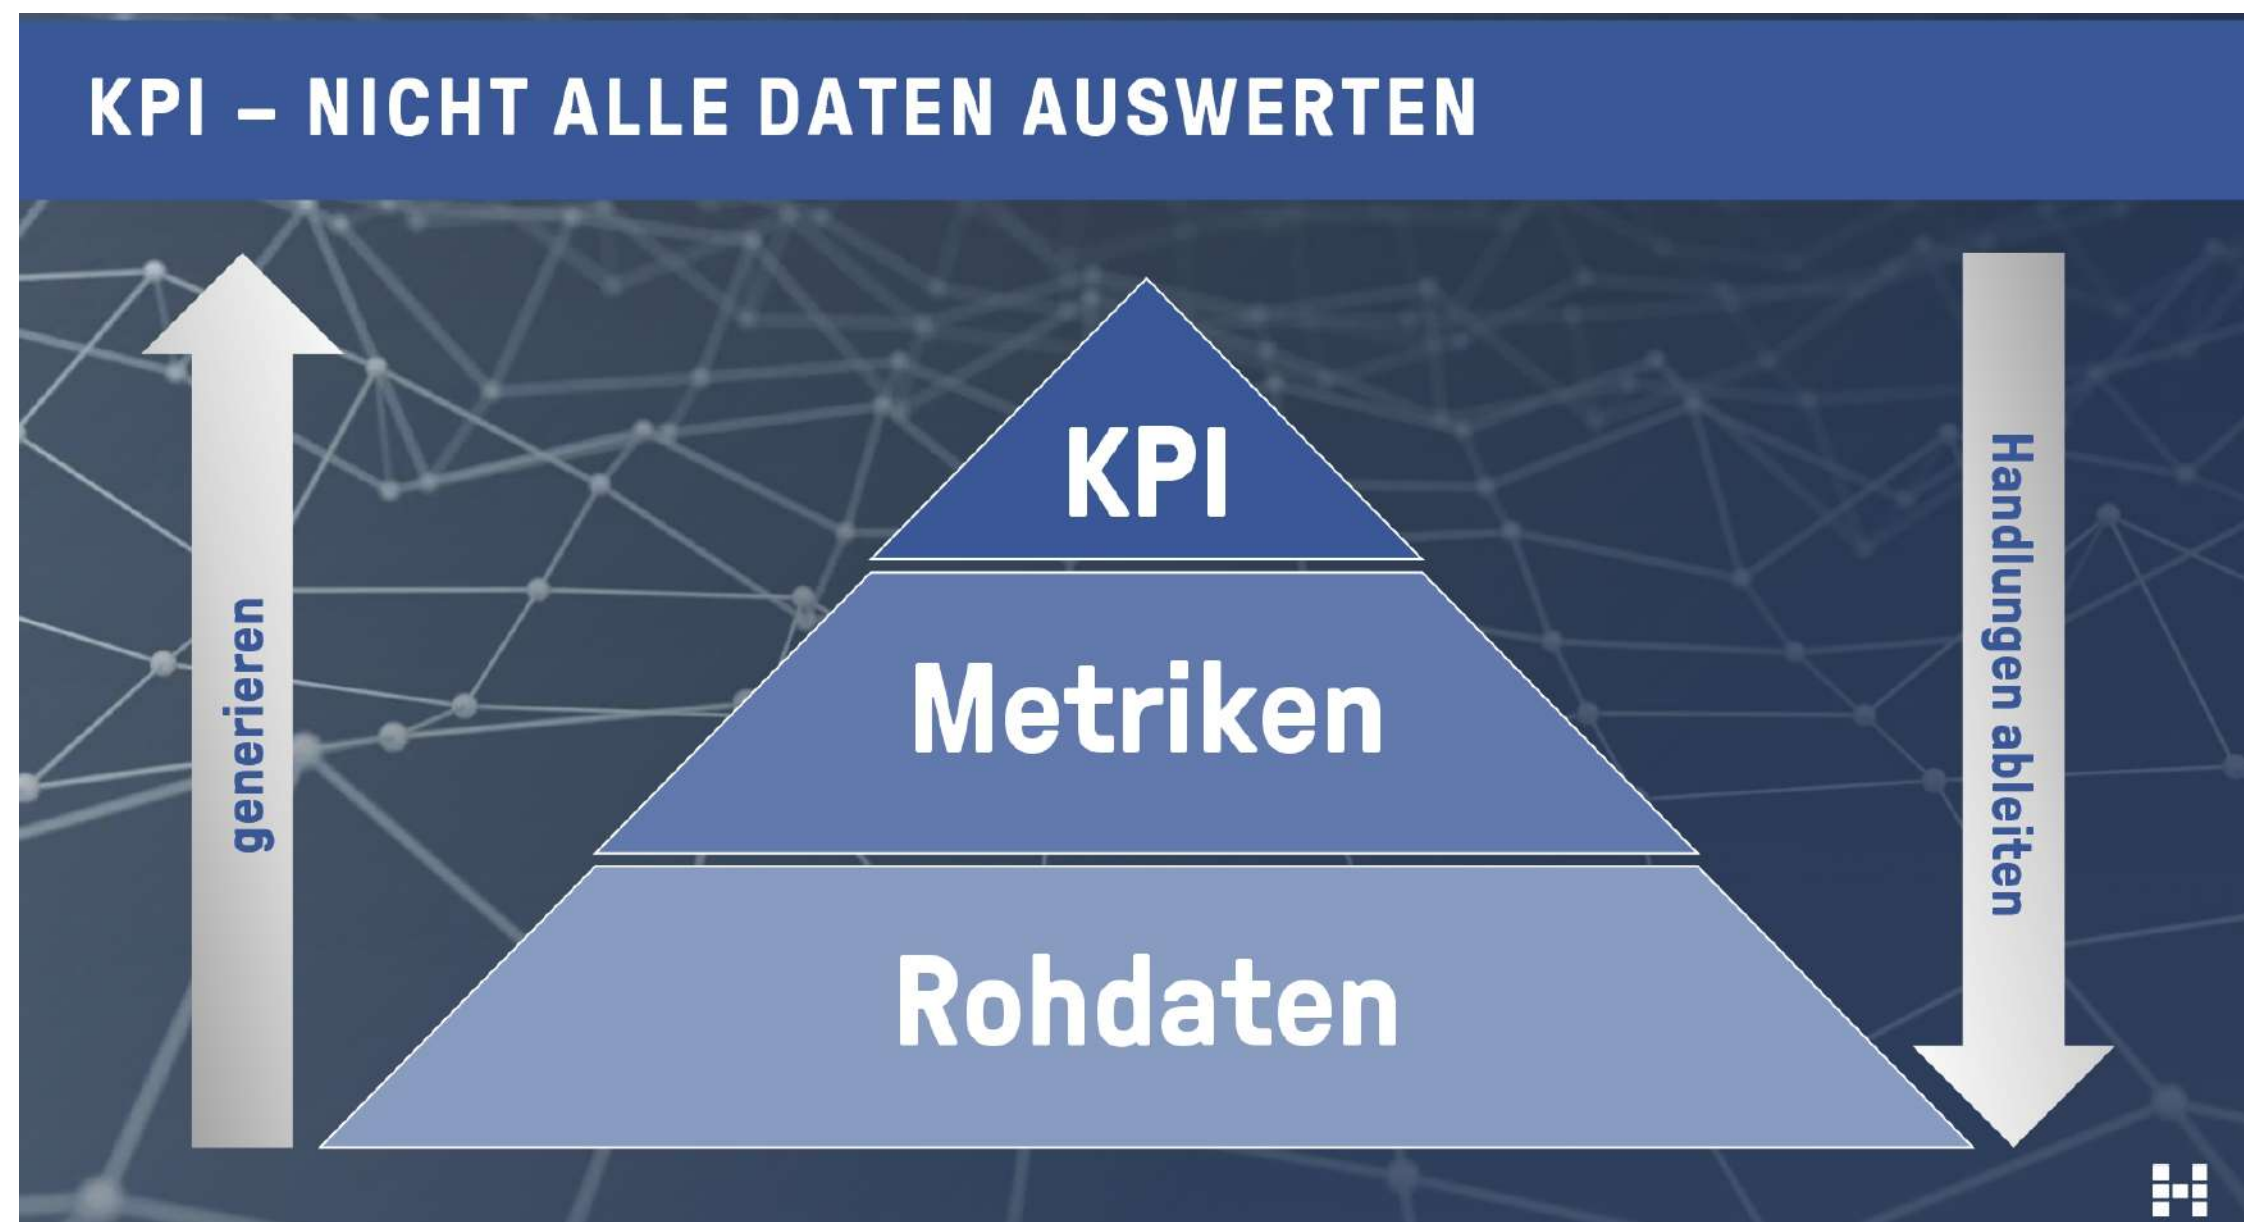 KPI – NICHT ALLE DATEN AUSWERTEN
generieren
KPI
Metriken
Rohdaten
Handlungen ableiten